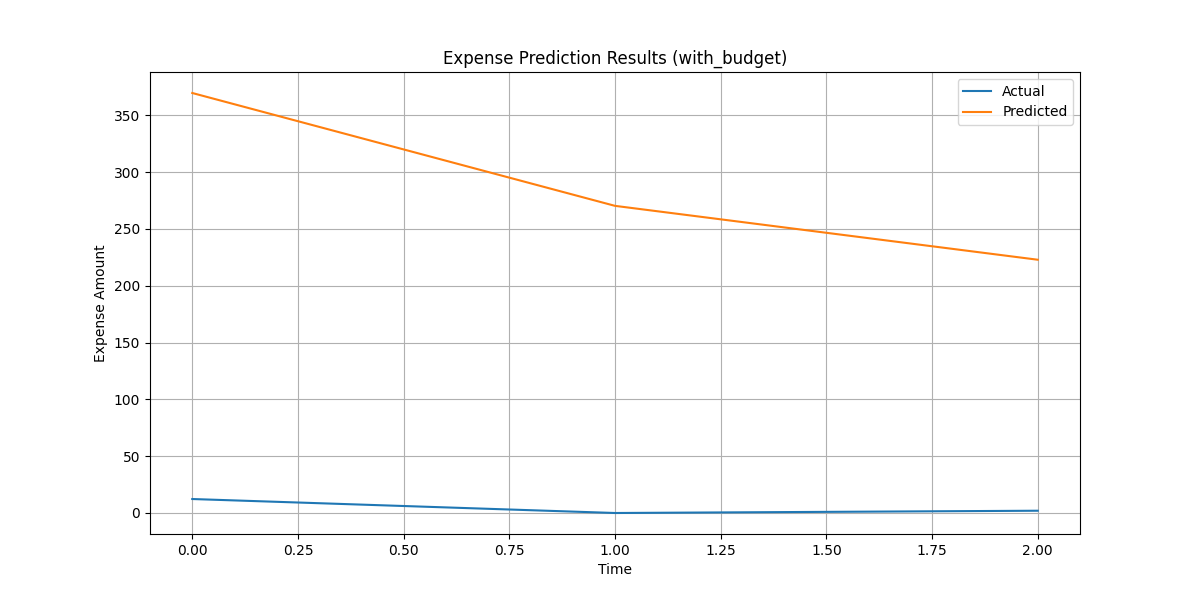 Expense Prediction Results (with_budget)
Actual
Predicted
350
300
250
200
150
100
50
0
Expense Amount
0.00 0.25 0.50 0.75 1.00 1.25 1.50 1.75 2.00
Time